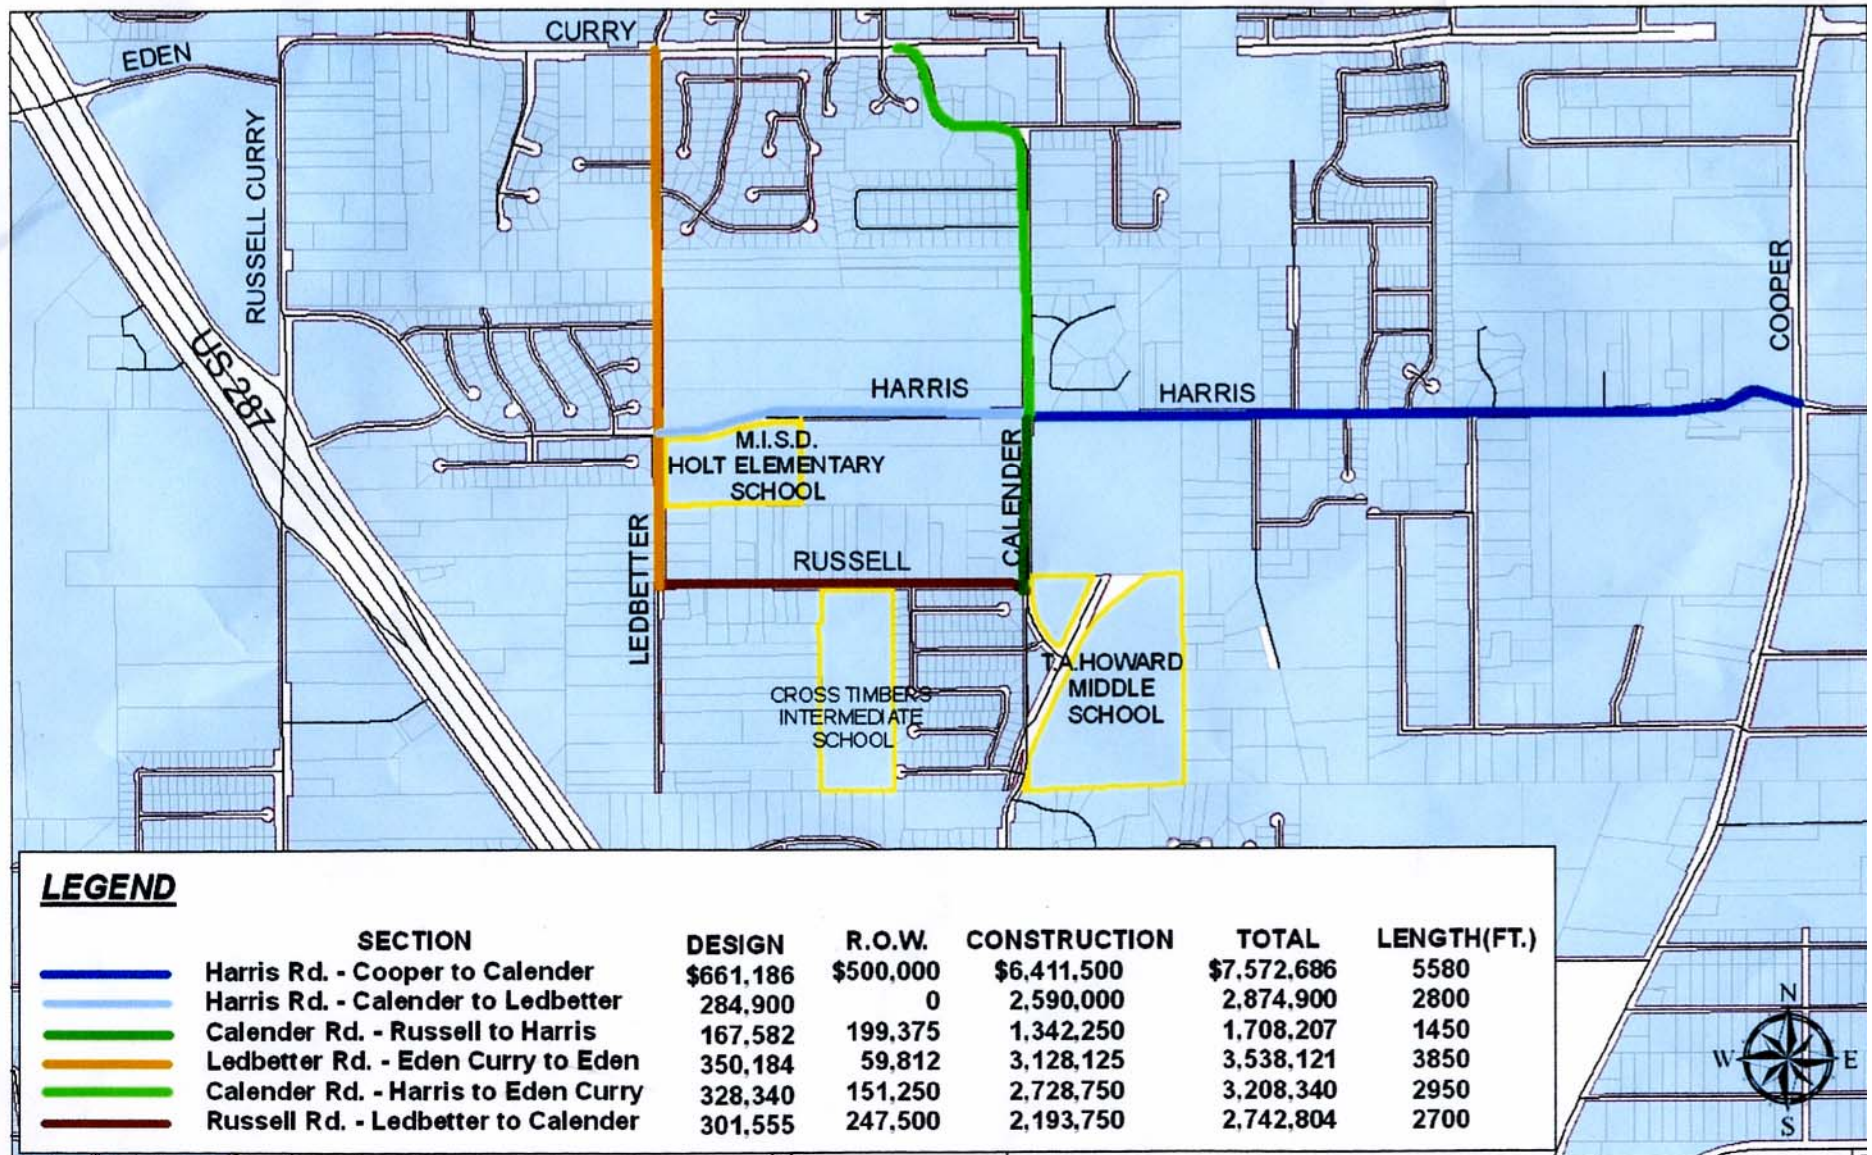 CURRY
EDEN
RUSSELL CURRY
COOPER
US 287
HARRIS
HARRIS
M.I.S.D.
HOLT ELEMENTARY
SCHOOL
CALENDER
LEDBETTER
RUSSELL
T.A.HOWARD
MIDDLE
SCHOOL
CROSS TIMBERS
INTERMEDIATE
SCHOOL
LEGEND
SECTION DESIGN R.O.W. CONSTRUCTION TOTAL LENGTH(FT.)
Harris Rd. - Cooper to Calender $661,186 $500,000 $6,411,500 $7,572,686 5580
Harris Rd. - Calender to Ledbetter 284,900 0 2,590,000 2,874,900 2800
Calender Rd. - Russell to Harris 167,582 199,375 1,342,250 1,708,207 1450
Ledbetter Rd. - Eden Curry to Eden 350,184 59,812 3,128,125 3,538,121 3850
Calender Rd. - Harris to Eden Curry 328,340 151,250 2,728,750 3,208,340 2950
Russell Rd. - Ledbetter to Calender 301,555 247,500 2,193,750 2,742,804 2700
N
W E
S